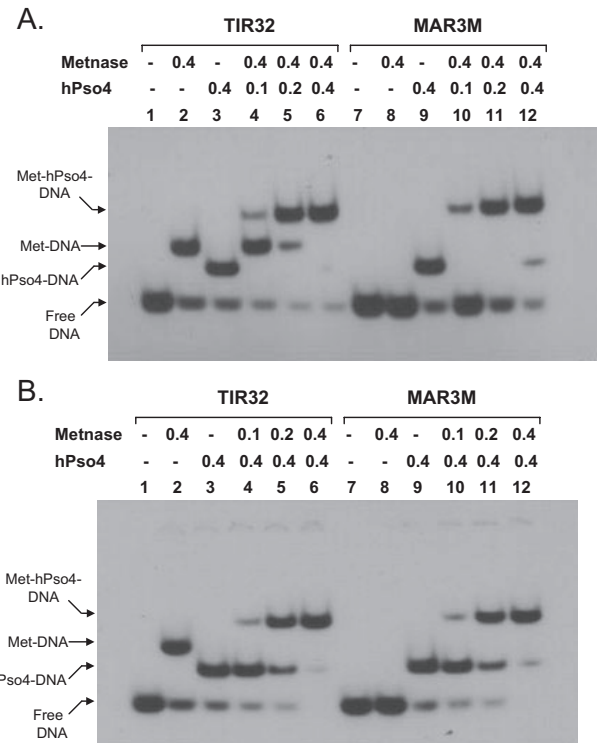 A.
TIR32 MAR3M
Metnase - 0.4 - 0.4 0.4 0.4 - 0.4 - 0.4 0.4 0.4
hPso4 - - 0.4 0.1 0.2 0.4 - - 0.4 0.1 0.2 0.4
1 2 3 4 5 6 7 8 9 10 11 12
Met-hPso4-
DNA
Met-DNA
hPso4-DNA
Free
DNA
B.
TIR32 MAR3M
Metnase - 0.4 - 0.1 0.2 0.4 - 0.4 - 0.1 0.2 0.4
hPso4 - - 0.4 0.4 0.4 0.4 - - 0.4 0.4 0.4 0.4
1 2 3 4 5 6 7 8 9 10 11 12
Met-hPso4-
DNA
Met-DNA
Pso4-DNA
Free
DNA